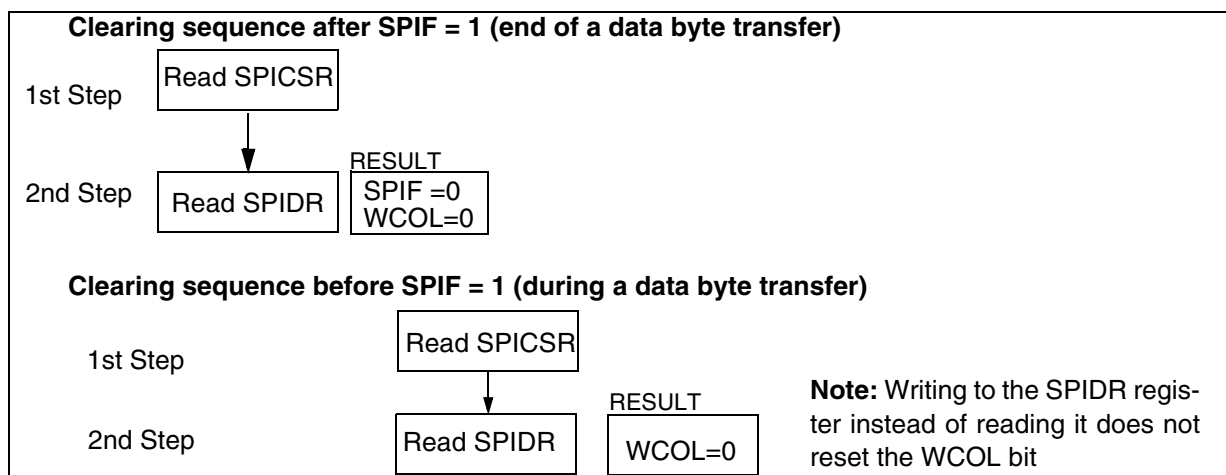 Clearing sequence after SPIF = 1 (end of a data byte transfer)
1st Step
Read SPICSR
2nd Step
Read SPIDR
RESULT
SPIF =0
WCOL=0
Clearing sequence before SPIF = 1 (during a data byte transfer)
1st Step
Read SPICSR
2nd Step
Read SPIDR
RESULT
WCOL=0
Note: Writing to the SPIDR regis-
ter instead of reading it does not
reset the WCOL bit